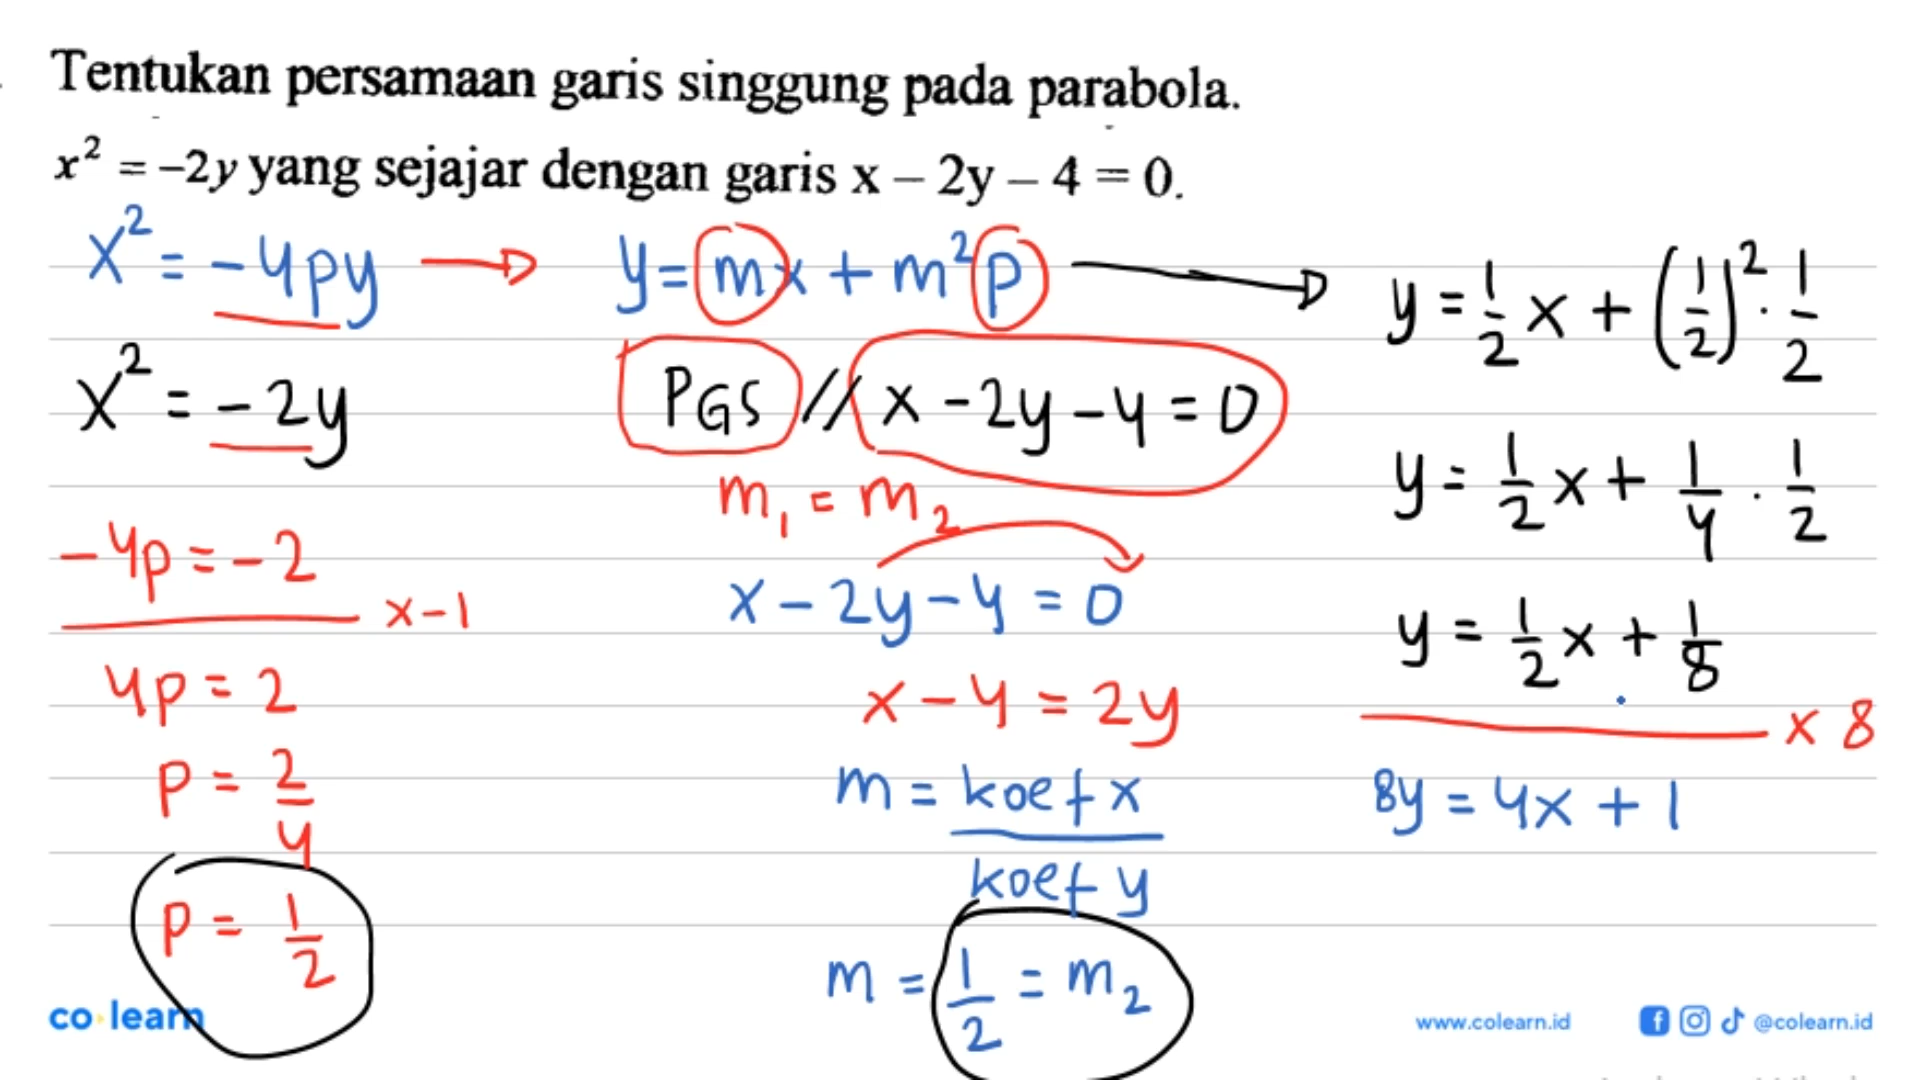 Tentukan persamaan garis singgung pada parabola.
x² = –2y yang sejajar dengan garis x – 2y – 4 = 0.
x² = -4py
x² = -2y
-4p = -2
x -1
4p = 2
p = 2/4
p = 1/2
y = mx + m²p
PGS // x - 2y - 4 = 0
m₁ = m₂
x - 2y - 4 = 0
x - 4 = 2y
m = koef x
koef y
m = 1/2 = m₂
y = 1/2 x + (1/2)² · 1/2
y = 1/2 x + 1/4 · 1/2
y = 1/2 x + 1/8
x 8
8y = 4x + 1
co learn
www.colearn.id
@colearn.id